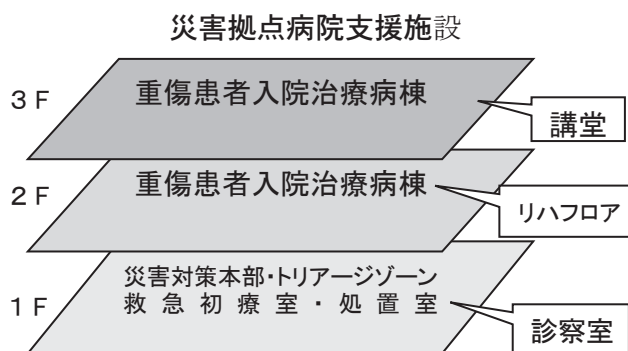 災害拠点病院支援施設
3F
重傷患者入院治療病棟
講堂
2F
重傷患者入院治療病棟
リハフロア
1F
災害対策本部・トリアージゾーン
救急初療室・処置室
診察室